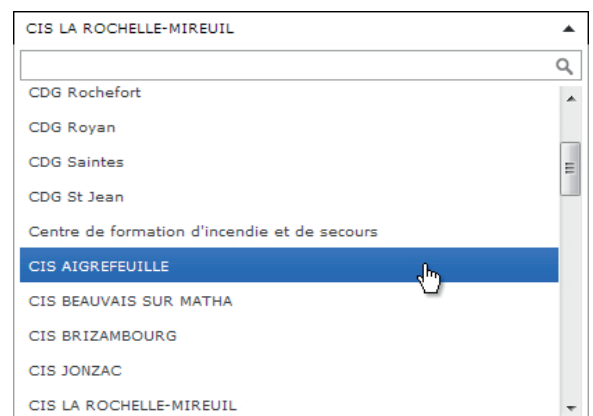 CIS LA ROCHELLE-MIREUIL
CDG Rochefort
CDG Royan
CDG Saintes
CDG St Jean
Centre de formation d'incendie et de secours
CIS AIGREFEUILLE
CIS BEAUVAIS SUR MATHA
CIS BRIZAMBOURG
CIS JONZAC
CIS LA ROCHELLE-MIREUIL